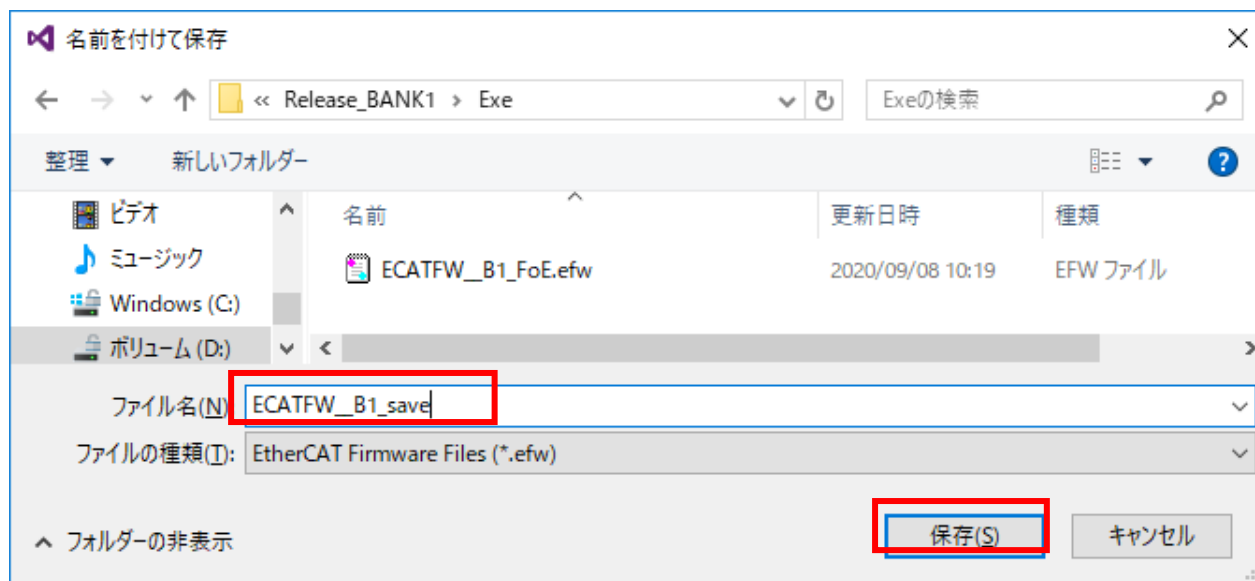 名前を付けて保存
« Release_BANK1 > Exe
Exeの検索
整理
新しいフォルダー
ビデオ
ミュージック
Windows (C:)
ボリューム (D:)
名前 更新日時 種類
ECATFW__B1_FoE.efw 2020/09/08 10:19 EFW ファイル
ファイル名(N): ECATFW__B1_save
ファイルの種類(T): EtherCAT Firmware Files (*.efw)
フォルダーの非表示
保存(S)
キャンセル